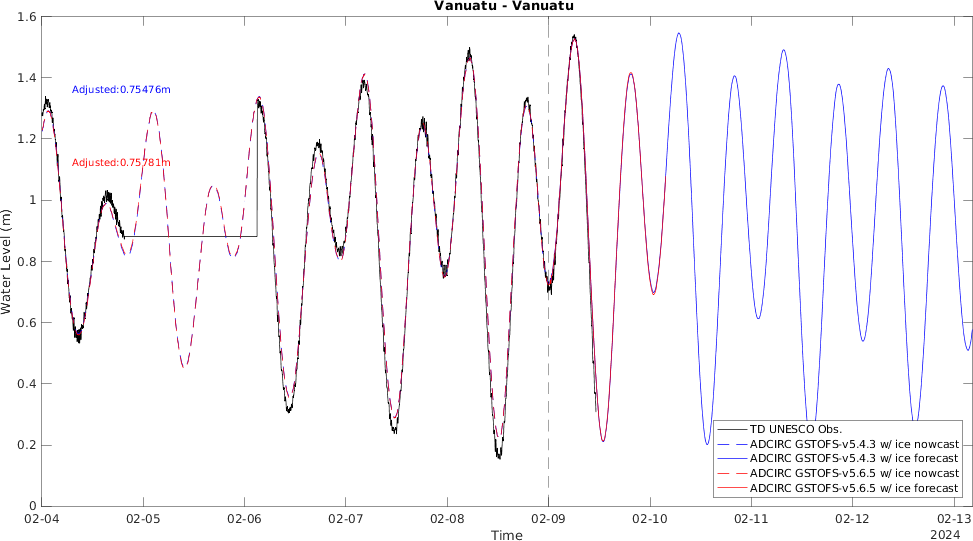 Vanuatu - Vanuatu
1.6
1.4
1.2
1
0.8
0.6
0.4
0.2
0
Water Level (m)
Adjusted:0.75476m
Adjusted:0.75781m
TD UNESCO Obs.
ADCIRC GSTOFS-v5.4.3 w/ ice nowcast
ADCIRC GSTOFS-v5.4.3 w/ ice forecast
ADCIRC GSTOFS-v5.6.5 w/ ice nowcast
ADCIRC GSTOFS-v5.6.5 w/ ice forecast
02-04 02-05 02-06 02-07 02-08 02-09 02-10 02-11 02-12 02-13
Time
2024